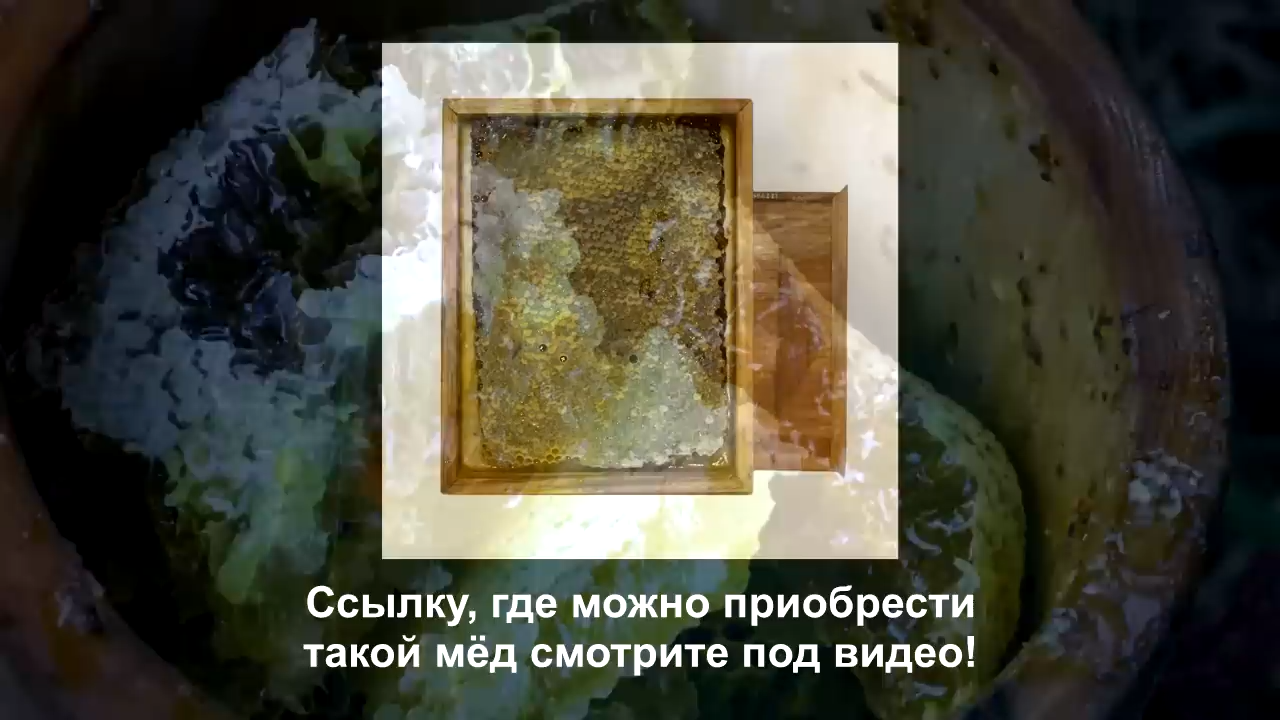 Ссылку, где можно приобрести
такой мёд смотрите под видео!